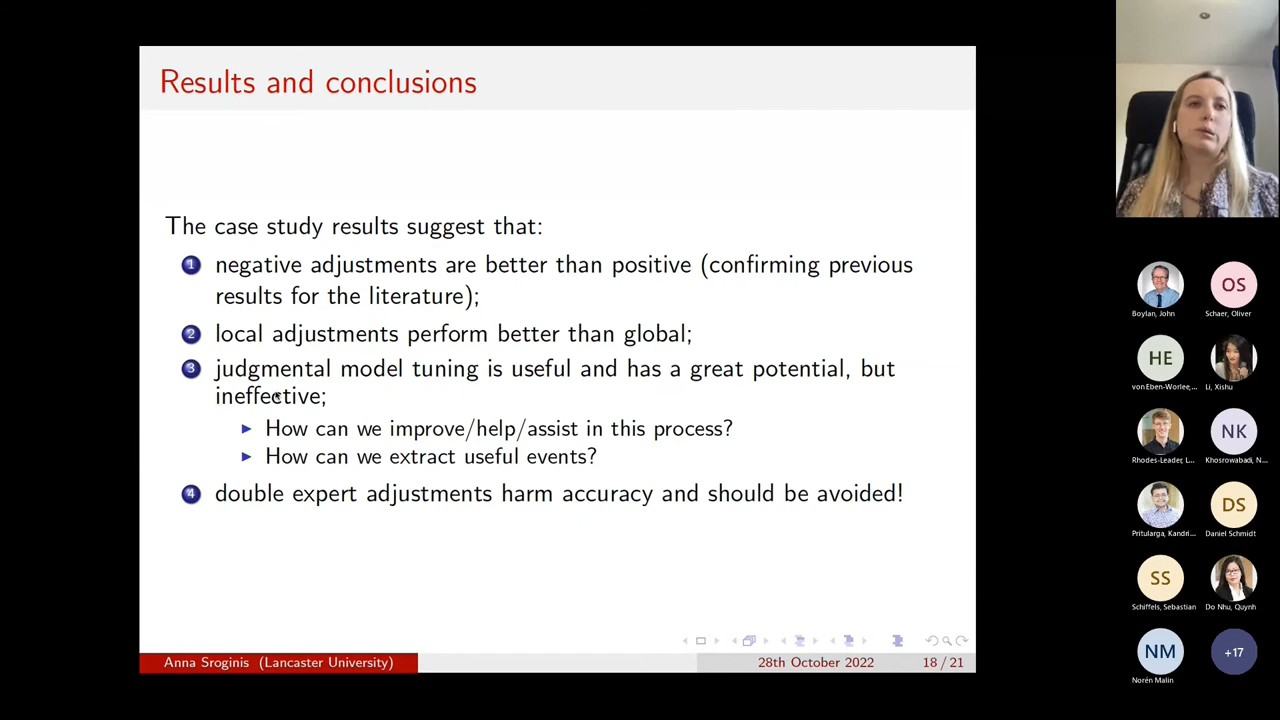 Results and conclusions
The case study results suggest that:
1 negative adjustments are better than positive (confirming previous
results for the literature);
2 local adjustments perform better than global;
3 judgmental model tuning is useful and has a great potential, but
ineffective;
How can we improve/help/assist in this process?
How can we extract useful events?
4 double expert adjustments harm accuracy and should be avoided!
Anna Sroginis (Lancaster University)
28th October 2022
18 / 21
Boylan, John
OS
Schaer, Oliver
HE
von Eben-Worlee,...
Li, Xishu
Rhodes-Leader, L...
NK
Khosrowabadi, N...
Pritularga, Kandri...
DS
Daniel Schmidt
SS
Schiffels, Sebastian
Do Nhu, Quynh
NM
Norén Malin
+17